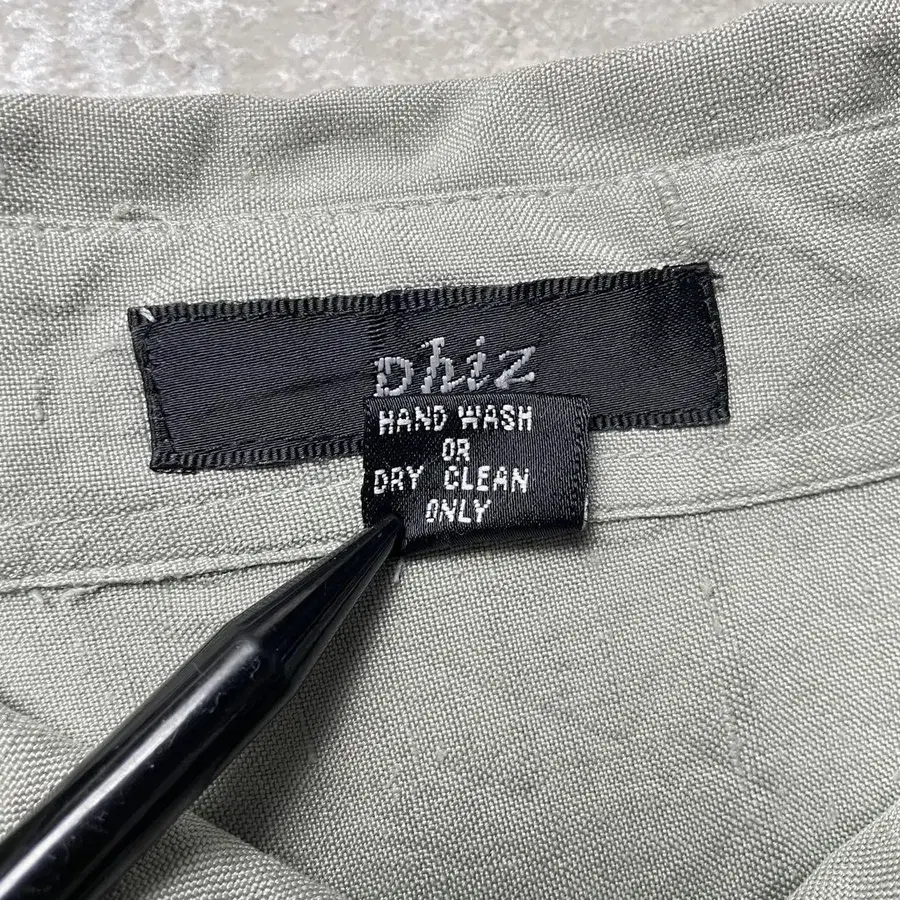 Dhiz
HAND WASH
OR
DRY CLEAN
ONLY